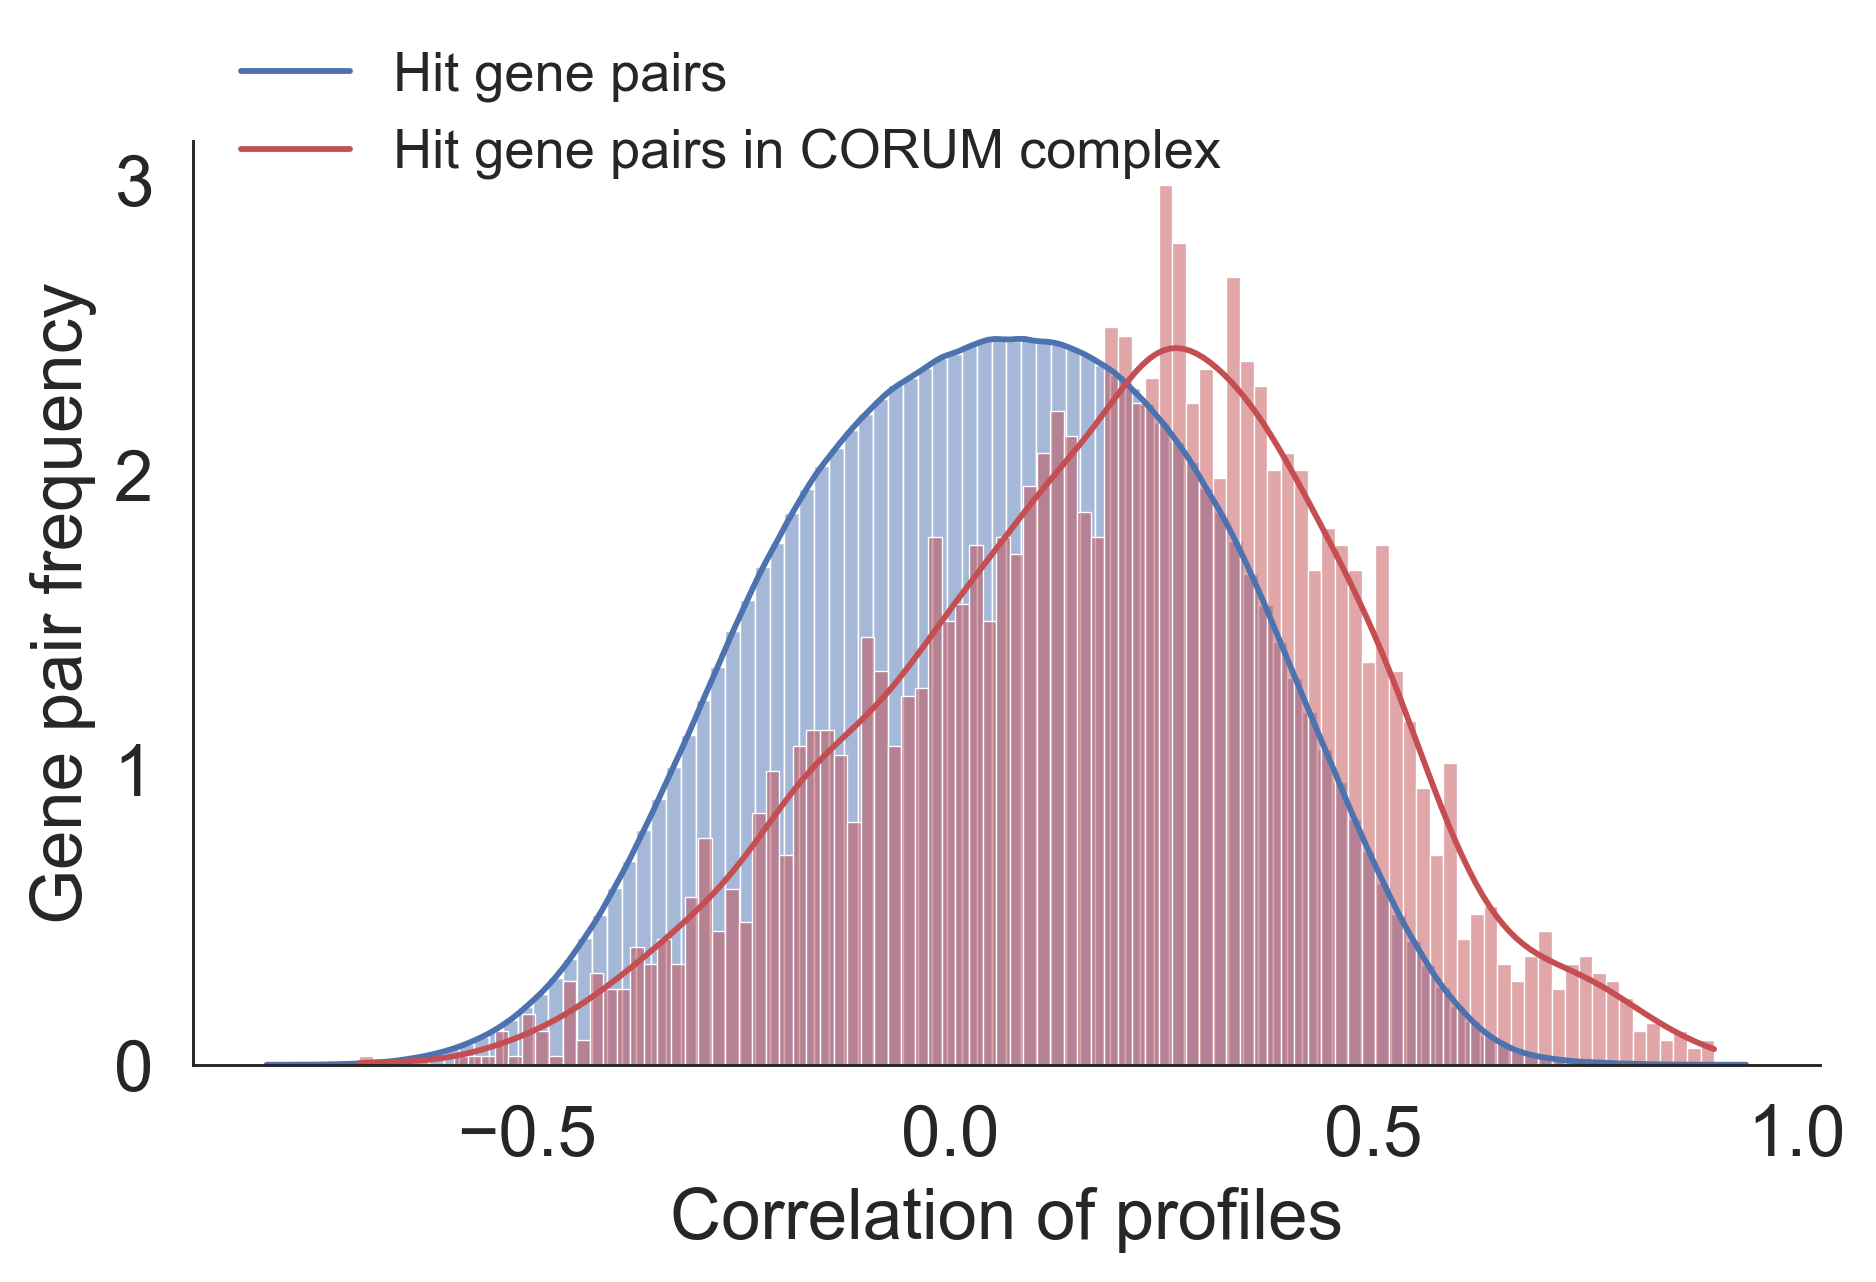 Hit gene pairs
Hit gene pairs in CORUM complex
3
2
1
0
Gene pair frequency
−0.5 0.0 0.5 1.0
Correlation of profiles